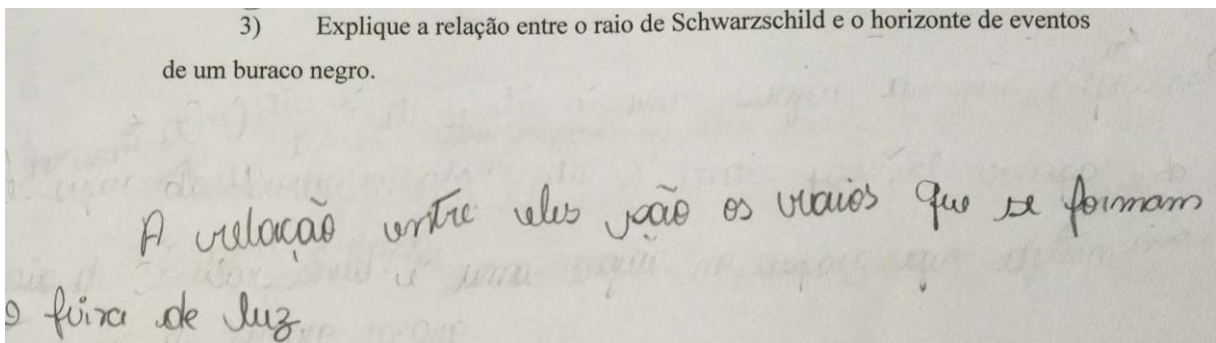 3) Explique a relação entre o raio de Schwarzschild e o horizonte de eventos
de um buraco negro.
A relação entre eles são os raios que se formam
e feixa de luz